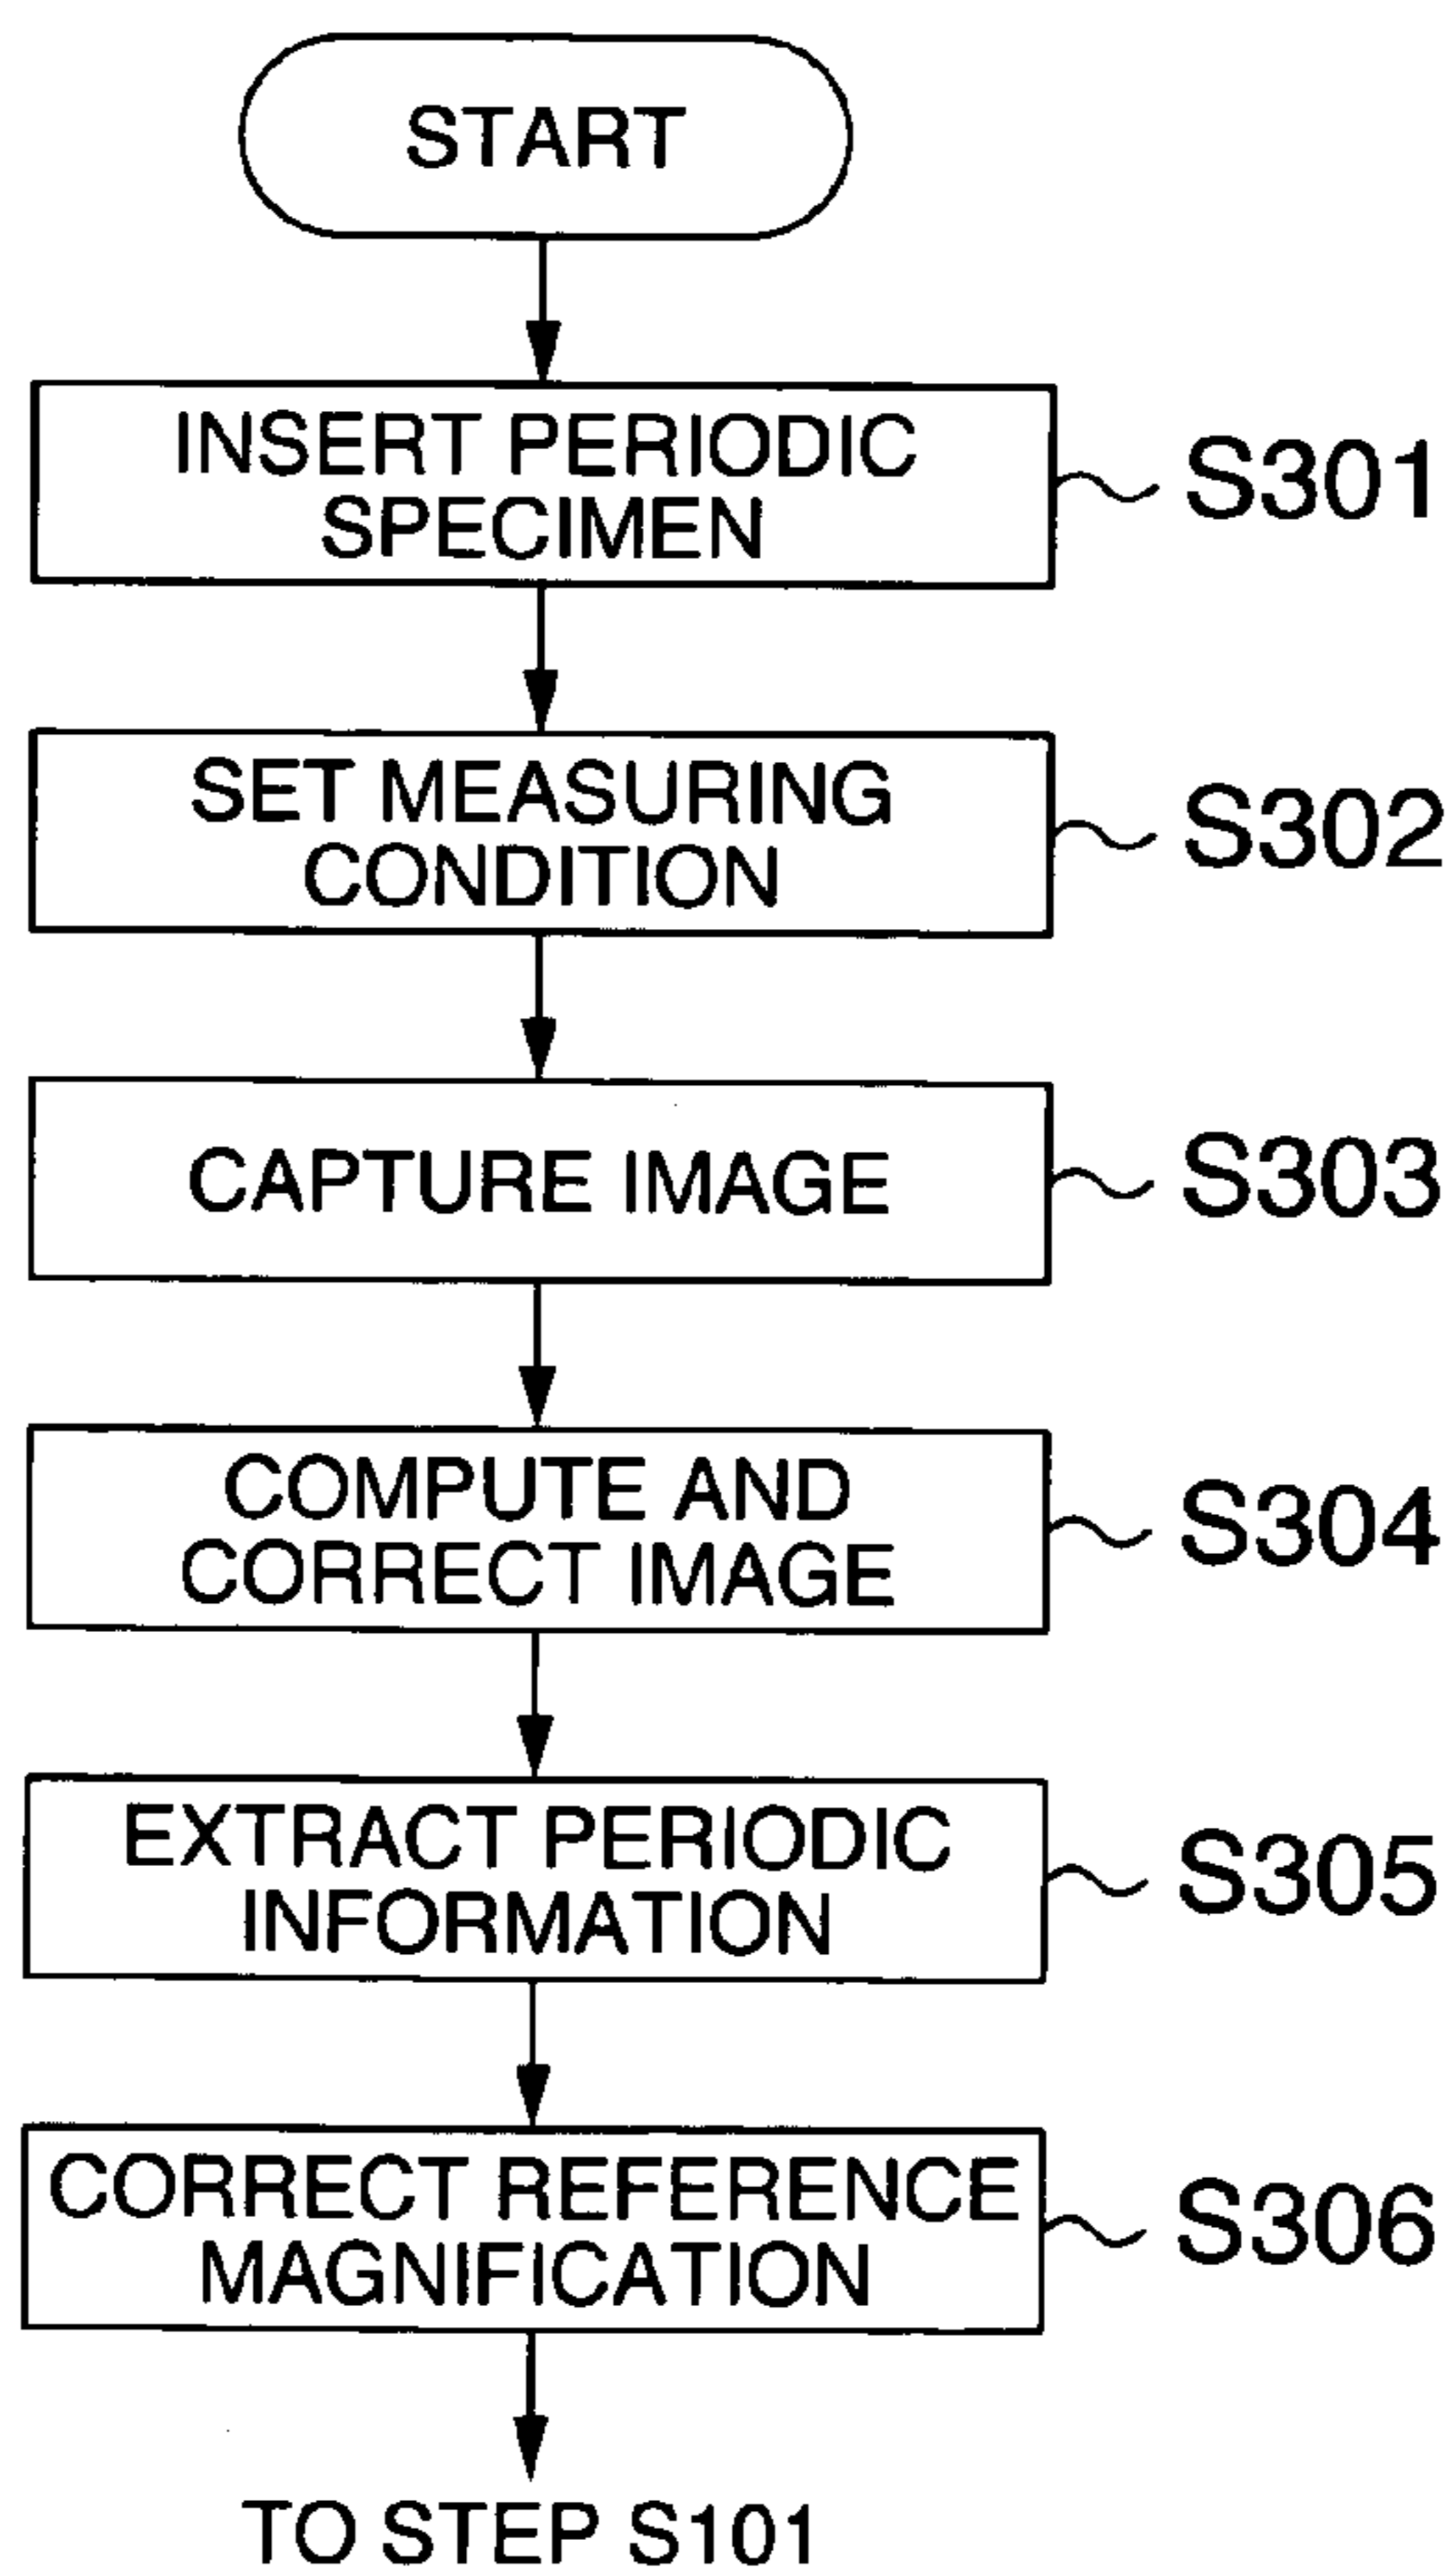 START
INSERT PERIODIC
SPECIMEN
S301
SET MEASURING
CONDITION
S302
CAPTURE IMAGE
S303
COMPUTE AND
CORRECT IMAGE
S304
EXTRACT PERIODIC
INFORMATION
S305
CORRECT REFERENCE
MAGNIFICATION
S306
TO STEP S101